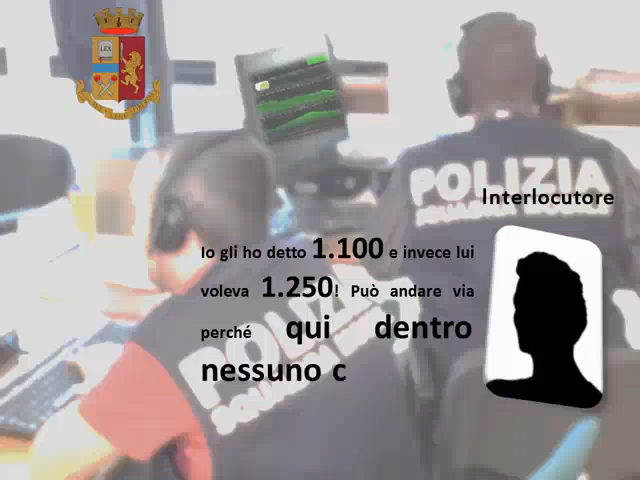 LEX
POLIZIA
Interlocutore
Io gli ho detto 1.100 e invece lui
voleva 1.250! Può andare via
perché qui dentro
nessuno c
POLIZIA